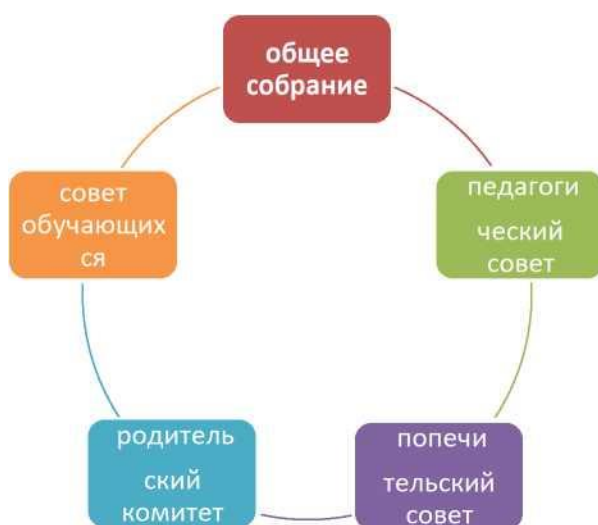 общее
собрание
педагоги
ческий
совет
попечи
тельский
совет
родитель
ский
комитет
совет
обучающих
ся